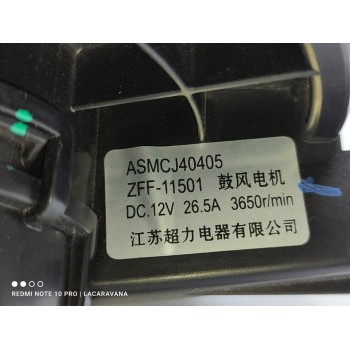 ASMCJ40405
ZFF-11501 鼓风电机
DC.12V 26.5A 3650r/min
江苏超力电器有限公司
REDMI NOTE 10 PRO | LACARAVANA